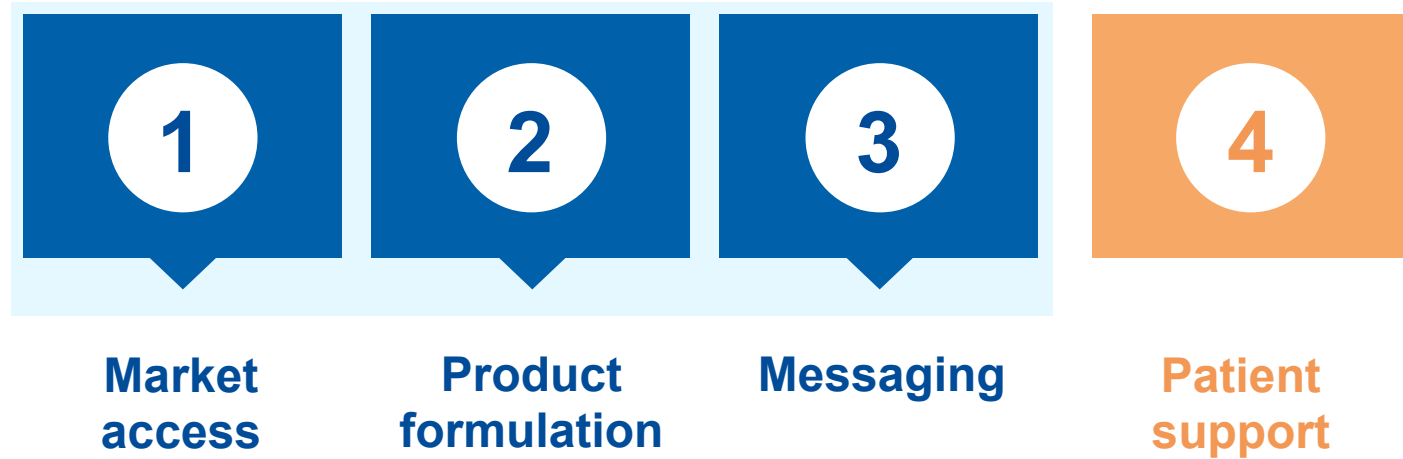 1
2
3
4
Market
access
Product
formulation
Messaging
Patient
support